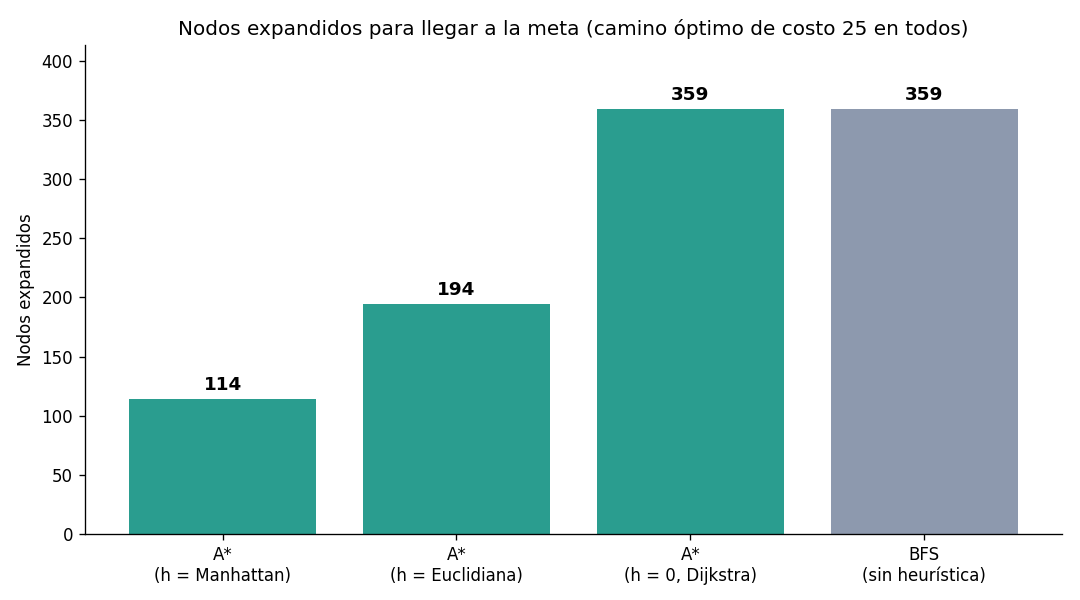 Nodos expandidos para llegar a la meta (camino óptimo de costo 25 en todos)
Nodos expandidos
400
350
300
250
200
150
100
50
0
114
194
359
359
A*
(h = Manhattan)
A*
(h = Euclidiana)
A*
(h = 0, Dijkstra)
BFS
(sin heurística)